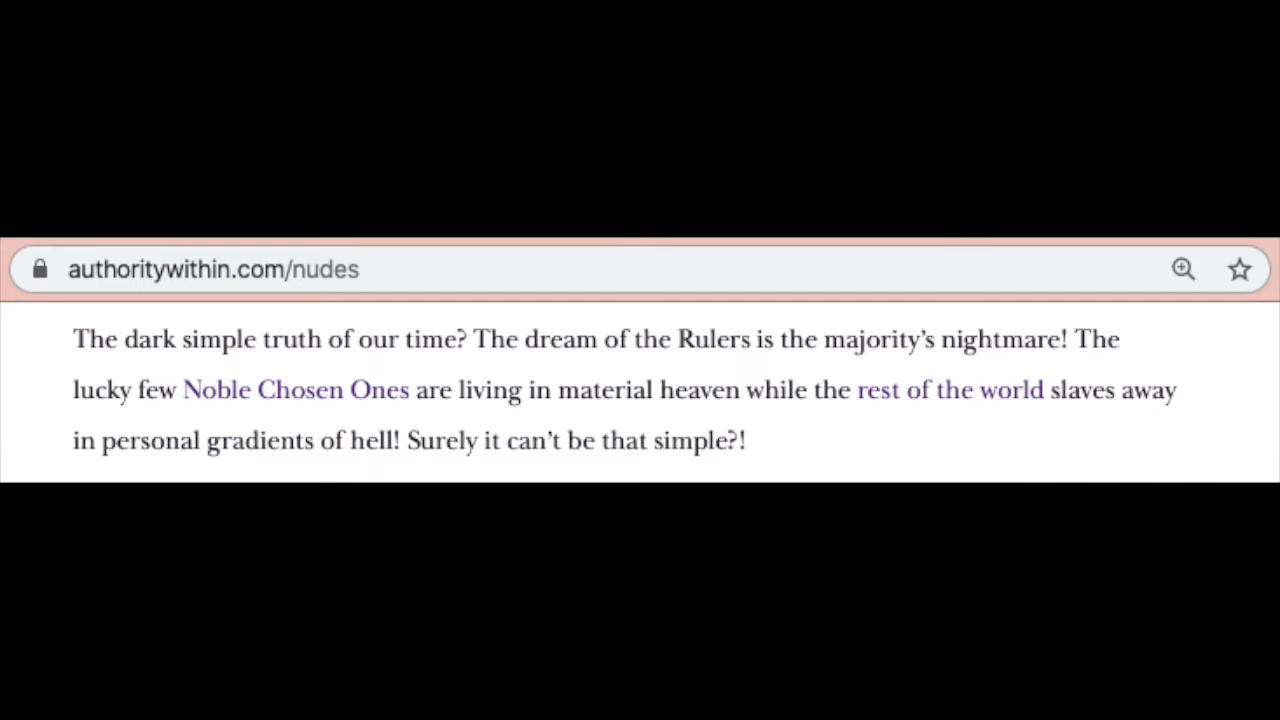 authoritywithin.com/nudes
The dark simple truth of our time? The dream of the Rulers is the majority’s nightmare! The
lucky few Noble Chosen Ones are living in material heaven while the rest of the world slaves away
in personal gradients of hell! Surely it can’t be that simple?!